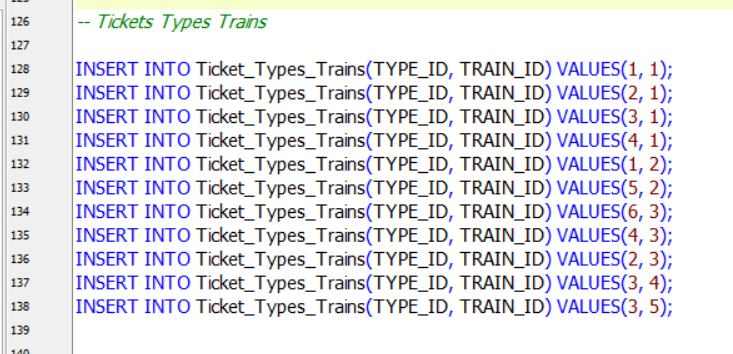 126 -- Tickets Types Trains
127
128 INSERT INTO Ticket_Types_Trains(TYPE_ID, TRAIN_ID) VALUES(1, 1);
129 INSERT INTO Ticket_Types_Trains(TYPE_ID, TRAIN_ID) VALUES(2, 1);
130 INSERT INTO Ticket_Types_Trains(TYPE_ID, TRAIN_ID) VALUES(3, 1);
131 INSERT INTO Ticket_Types_Trains(TYPE_ID, TRAIN_ID) VALUES(4, 1);
132 INSERT INTO Ticket_Types_Trains(TYPE_ID, TRAIN_ID) VALUES(1, 2);
133 INSERT INTO Ticket_Types_Trains(TYPE_ID, TRAIN_ID) VALUES(5, 2);
134 INSERT INTO Ticket_Types_Trains(TYPE_ID, TRAIN_ID) VALUES(6, 3);
135 INSERT INTO Ticket_Types_Trains(TYPE_ID, TRAIN_ID) VALUES(4, 3);
136 INSERT INTO Ticket_Types_Trains(TYPE_ID, TRAIN_ID) VALUES(2, 3);
137 INSERT INTO Ticket_Types_Trains(TYPE_ID, TRAIN_ID) VALUES(3, 4);
138 INSERT INTO Ticket_Types_Trains(TYPE_ID, TRAIN_ID) VALUES(3, 5);
139